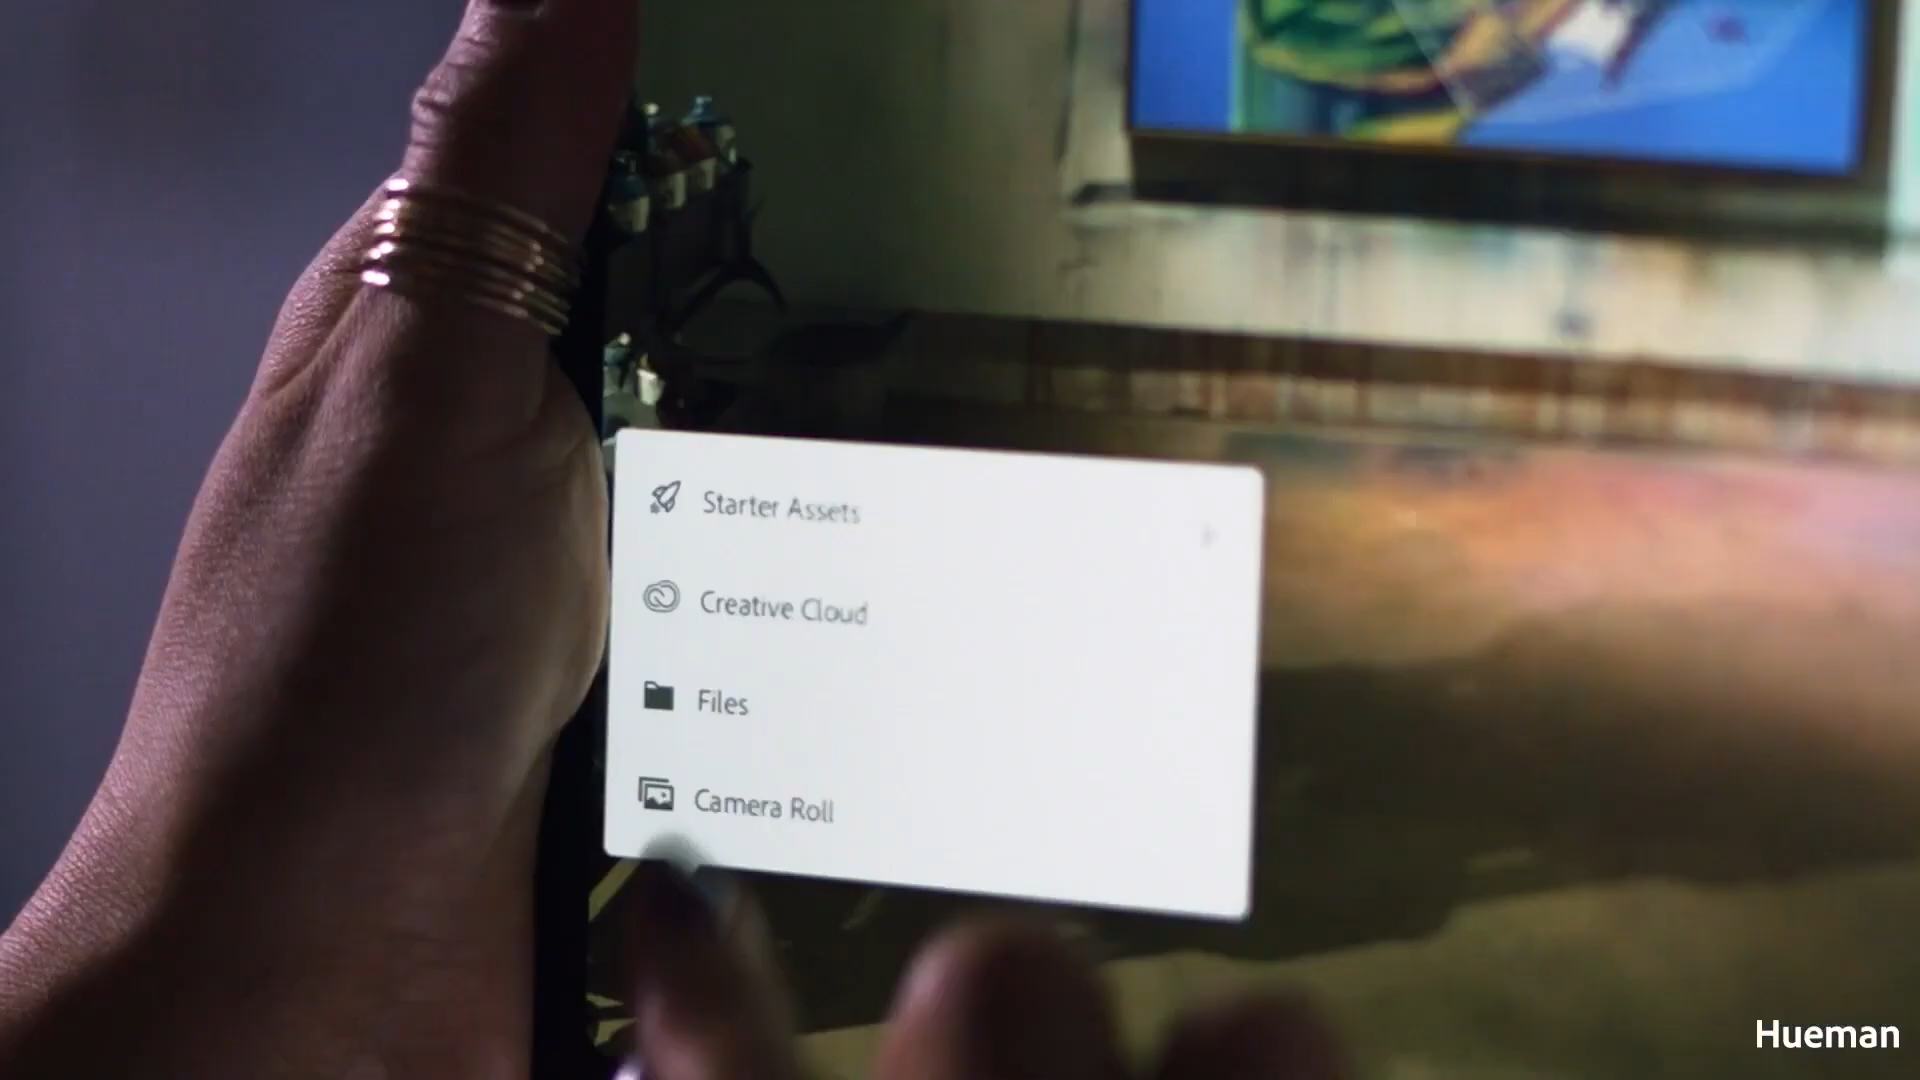 Starter Assets
Creative Cloud
Files
Camera Roll
Hueman